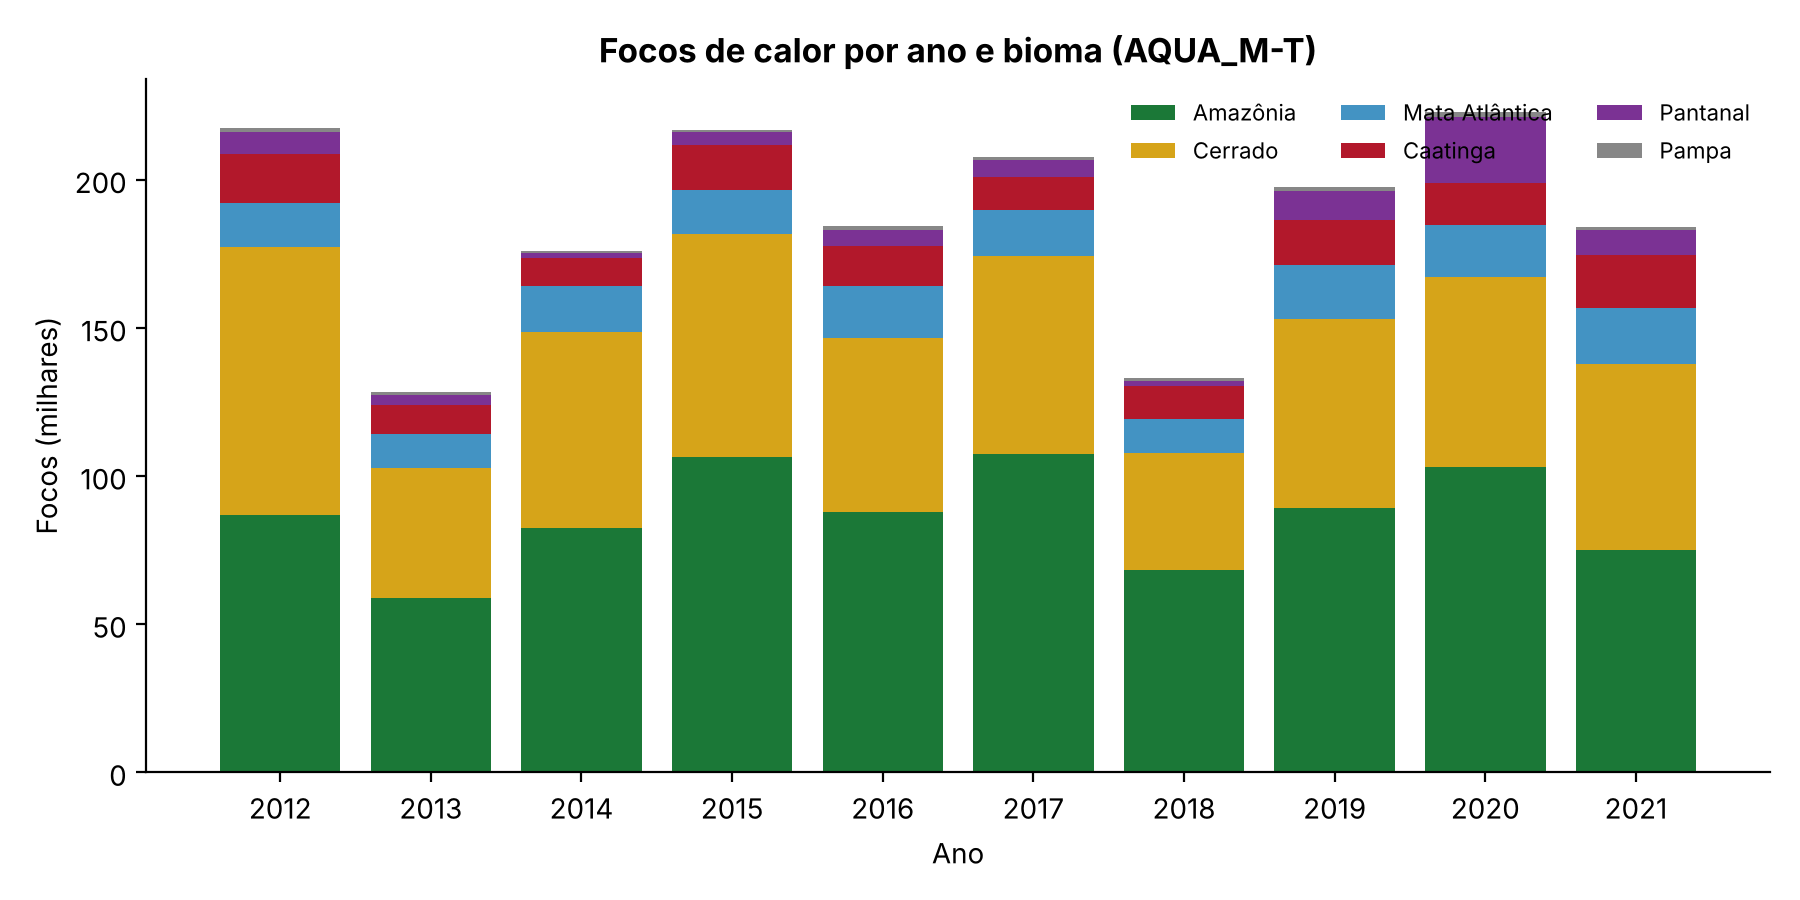 Focos de calor por ano e bioma (AQUA_M-T)
Amazônia
Cerrado
Mata Atlântica
Caatinga
Pantanal
Pampa
Focos (milhares)
200
150
100
50
0
2012 2013 2014 2015 2016 2017 2018 2019 2020 2021
Ano